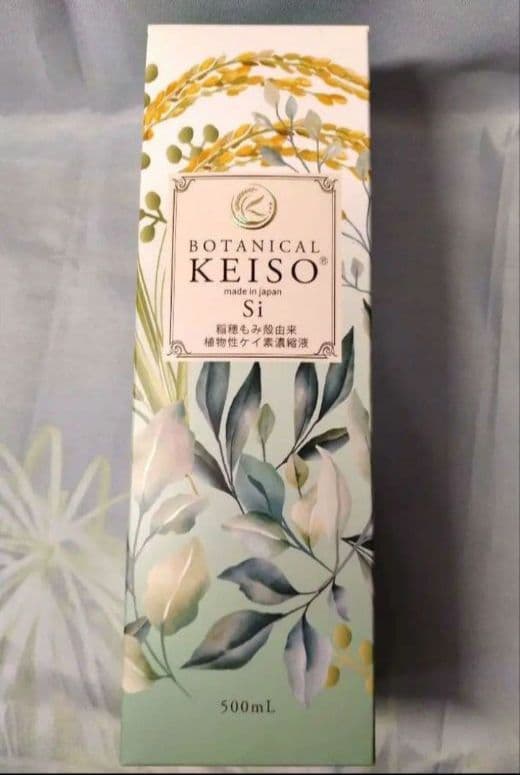 BOTANICAL
KEISO®
made in japan
Si
稲穂もみ殻由来
植物性ケイ素濃縮液
500mL